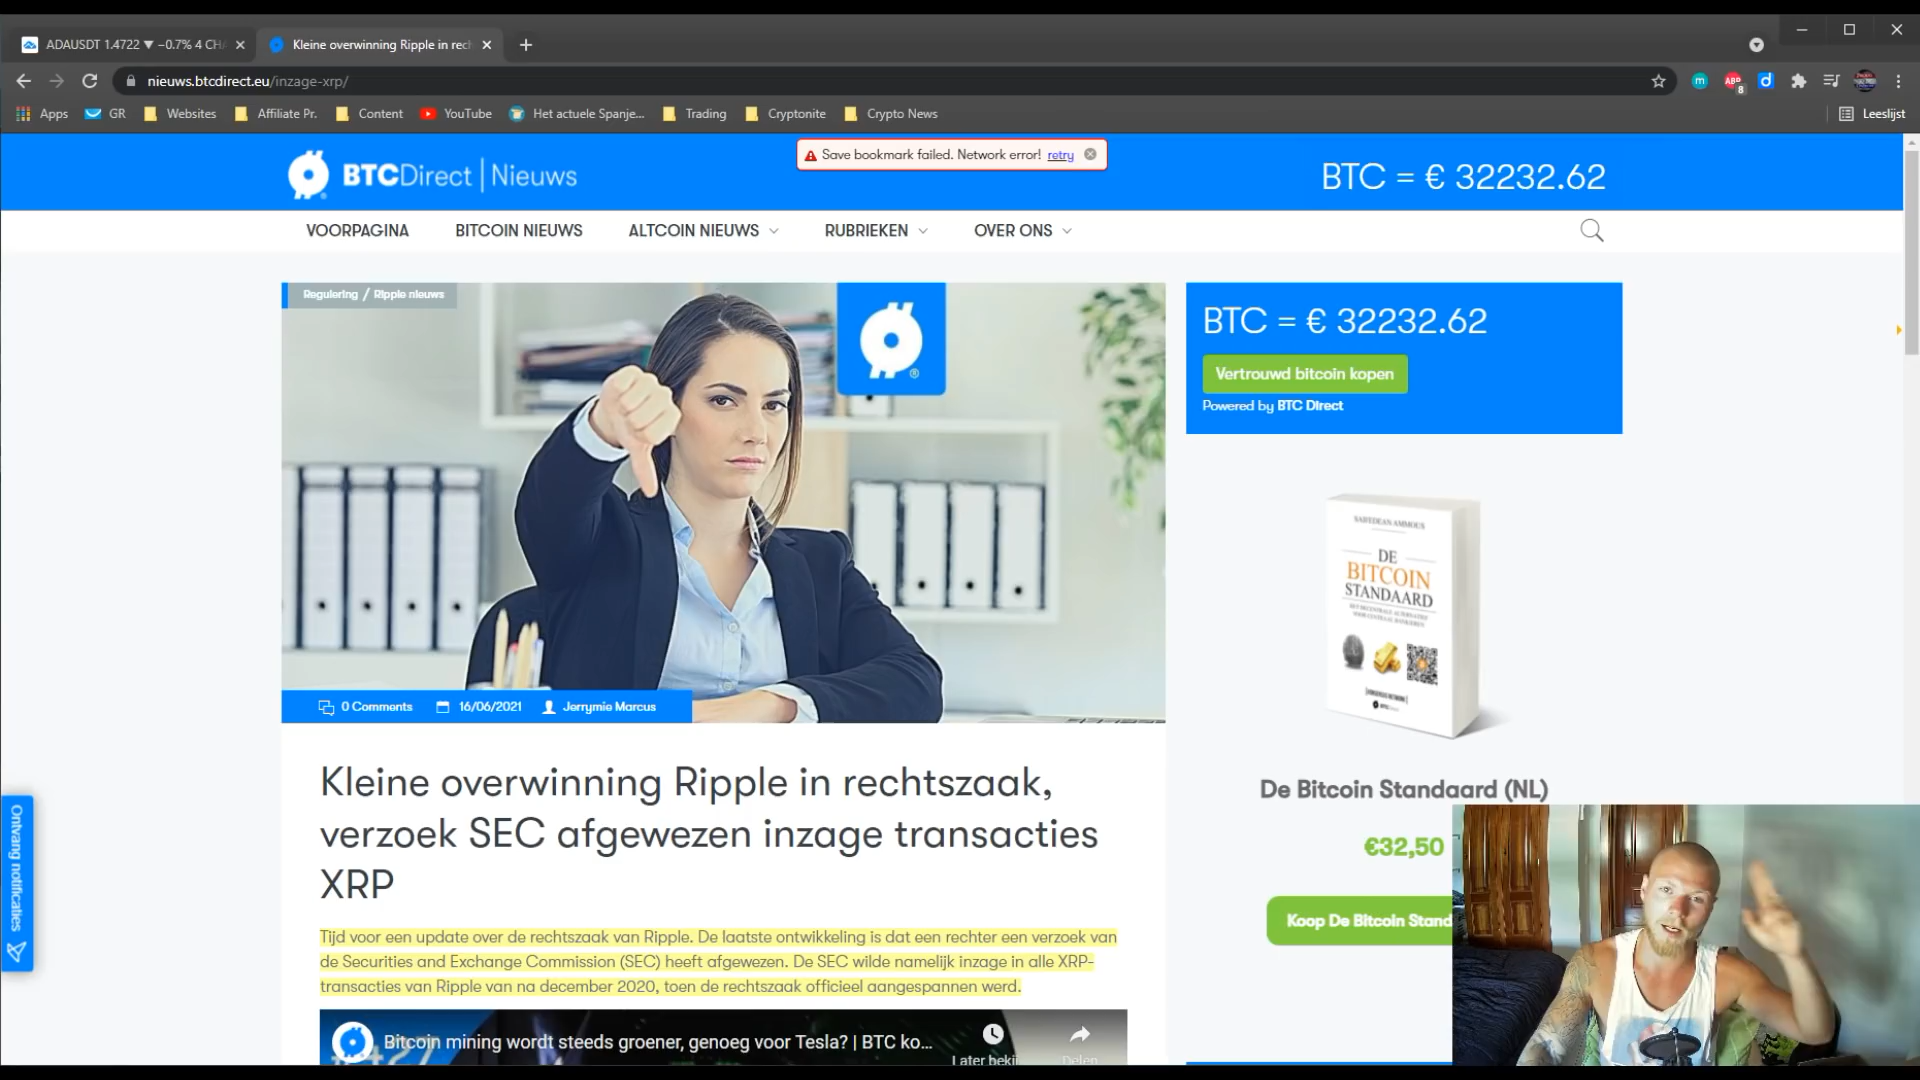 ADAUSDT 1.4722 ▼ −0.7% 4 CH
Kleine overwinning Ripple in rech
nieuws.btcdirect.eu/inzage-xrp/
Apps
GR
Websites
Affiliate Pr.
Content
YouTube
Het actuele Spanje...
Trading
Cryptonite
Crypto News
Leeslijst
m
ABP
8
d
BTCDirect | Nieuws
Save bookmark failed. Network error! retry
BTC = € 32232.62
VOORPAGINA
BITCOIN NIEUWS
ALTCOIN NIEUWS
RUBRIEKEN
OVER ONS
Regulering / Ripple nieuws
0 Comments
16/06/2021
Jerrymie Marcus
Kleine overwinning Ripple in rechtszaak,
verzoek SEC afgewezen inzage transacties
XRP
Tijd voor een update over de rechtszaak van Ripple. De laatste ontwikkeling is dat een rechter een verzoek van
de Securities and Exchange Commission (SEC) heeft afgewezen. De SEC wilde namelijk inzage in alle XRP-
transacties van Ripple van na december 2020, toen de rechtszaak officieel aangespannen werd.
Bitcoin mining wordt steeds groener, genoeg voor Tesla? | BTC ko...
Later beki
Delen
BTC = € 32232.62
Vertrouwd bitcoin kopen
Powered by BTC Direct
SAIFEDEAN AMMOUS
DE
BITCOIN
STANDAARD
De Bitcoin Standaard (NL)
€32,50
Koop De Bitcoin Stand
Ontvang notificaties